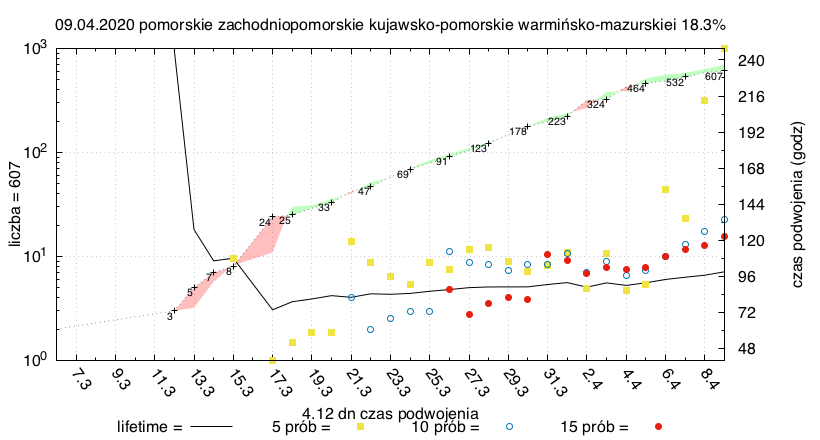 09.04.2020 pomorskie zachodniopomorskie kujawsko-pomorskie warmińsko-mazurskiei 18.3%
10³ 240
216
192
10² 168
144
120
10¹ 96
72
10⁰ 48
liczba = 607
czas podwojenia (godz)
3 5 7 8 24 25 33 47 69 91 123 178 223 324 464 532 607
7.3 9.3 11.3 13.3 15.3 17.3 19.3 21.3 23.3 25.3 27.3 29.3 31.3 2.4 4.4 6.4 8.4
4.12 dn czas podwojenia
lifetime = 5 prób = 10 prób = 15 prób =